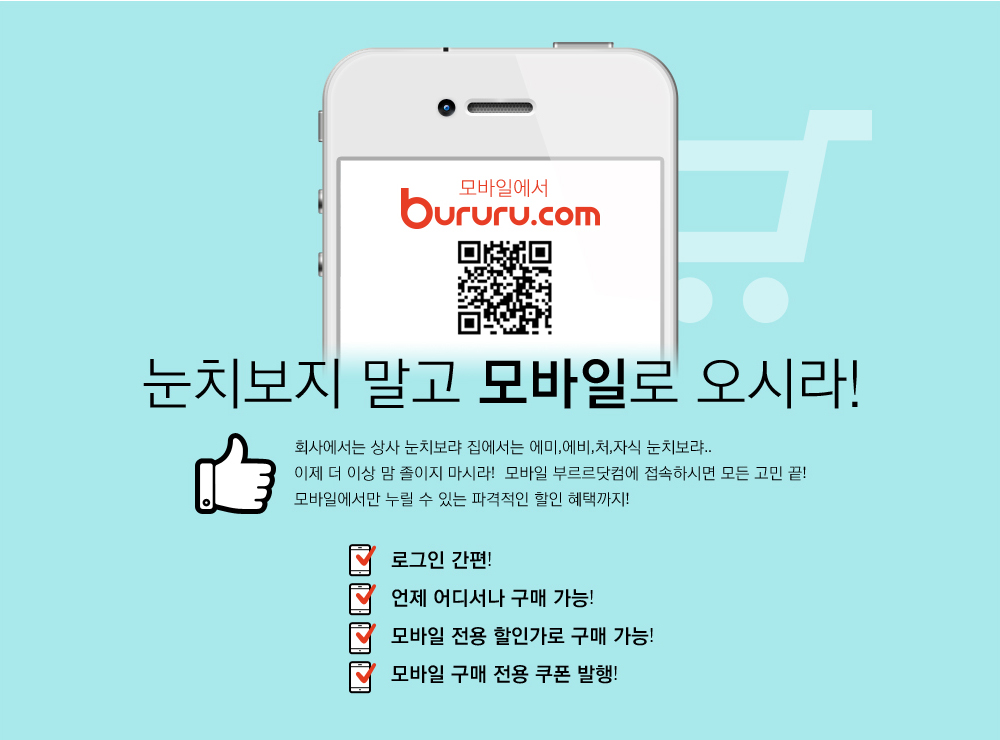 모바일에서
bururu.com
눈치보지 말고 모바일로 오시라!
회사에서는 상사 눈치보랴 집에서는 에미,에비,처,자식 눈치보랴..
이제 더 이상 맘 졸이지 마시라! 모바일 부르르닷컴에 접속하시면 모든 고민 끝!
모바일에서만 누릴 수 있는 파격적인 할인 혜택까지!
로그인 간편!
언제 어디서나 구매 가능!
모바일 전용 할인가로 구매 가능!
모바일 구매 전용 쿠폰 발행!